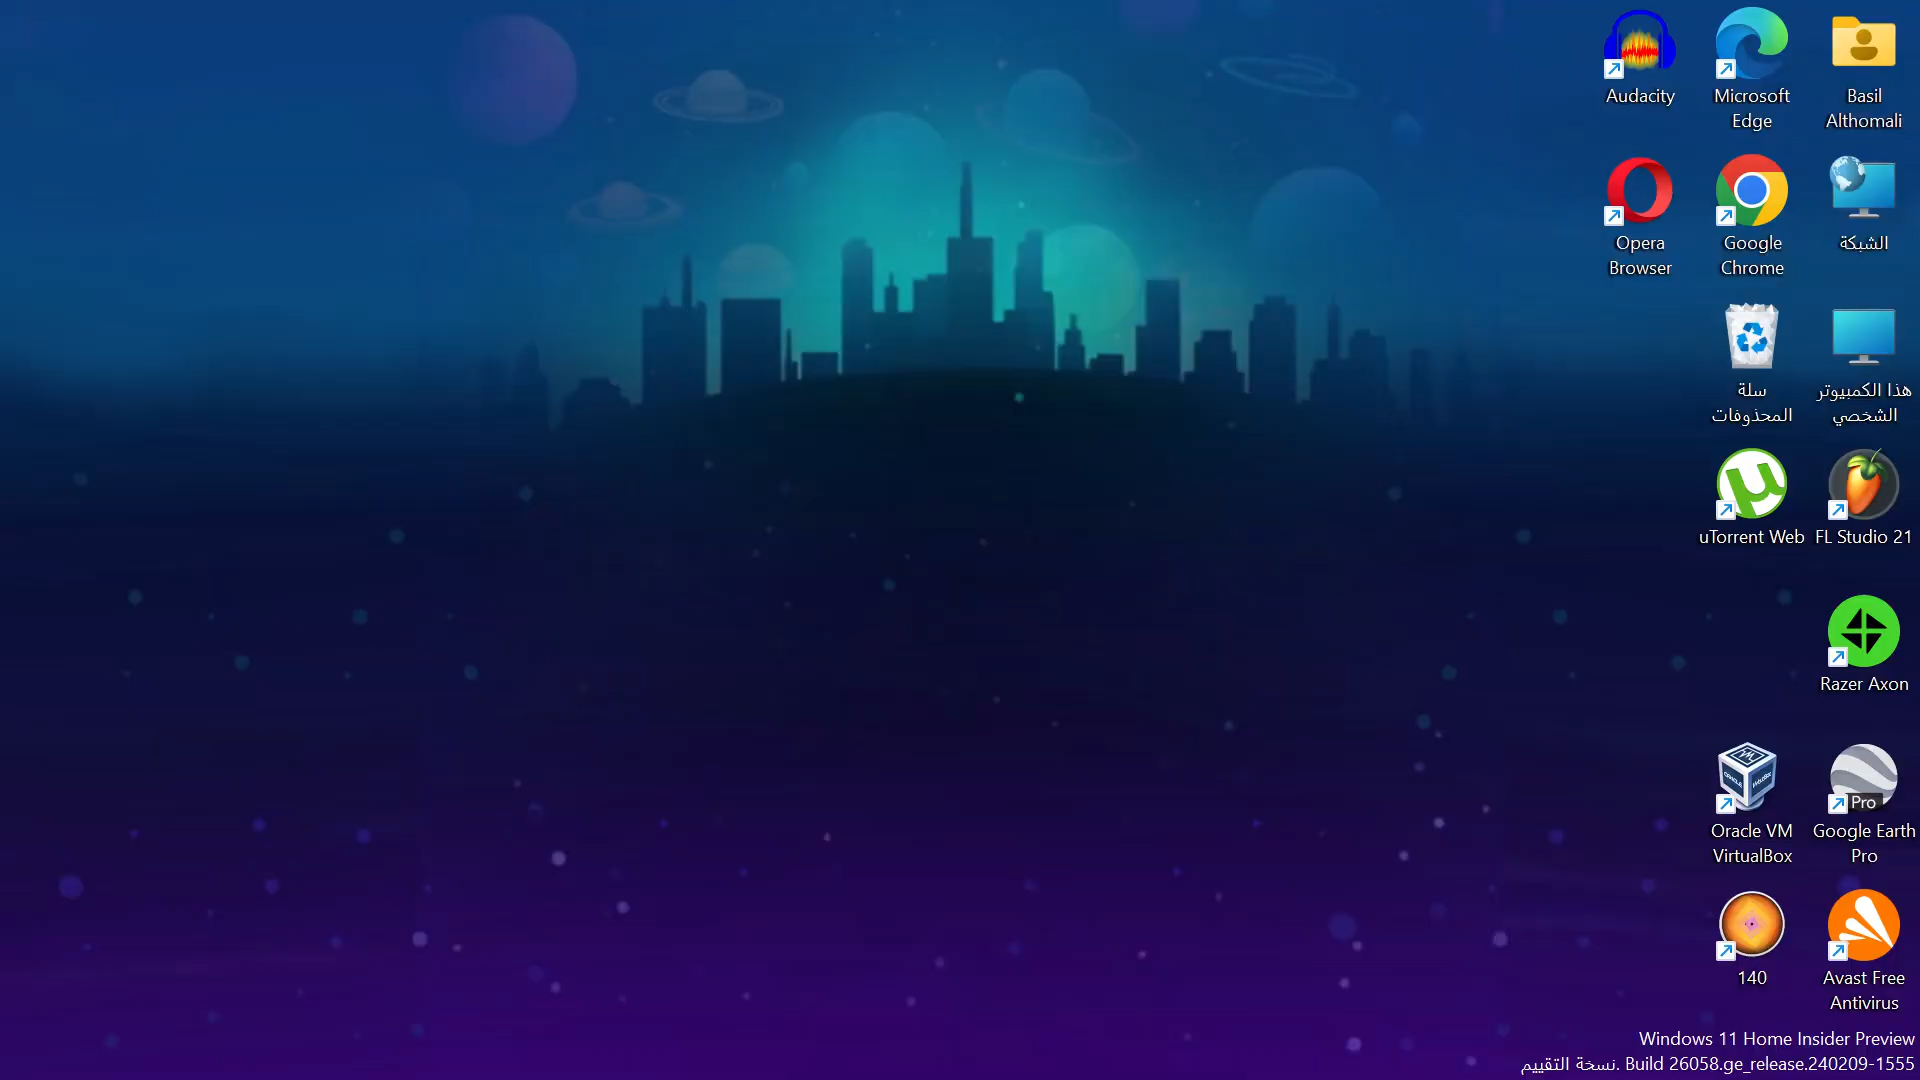 Basil
Althomali
Microsoft
Edge
Audacity
الشبكة
Google
Chrome
Opera
Browser
هذا الكمبيوتر
الشخصي
سلة
المحذوفات
FL Studio 21
uTorrent Web
Razer Axon
Google Earth
Pro
Pro
Oracle VM
VirtualBox
Avast Free
Antivirus
140
Windows 11 Home Insider Preview
نسخة التقييم. Build 26058.ge_release.240209-1555